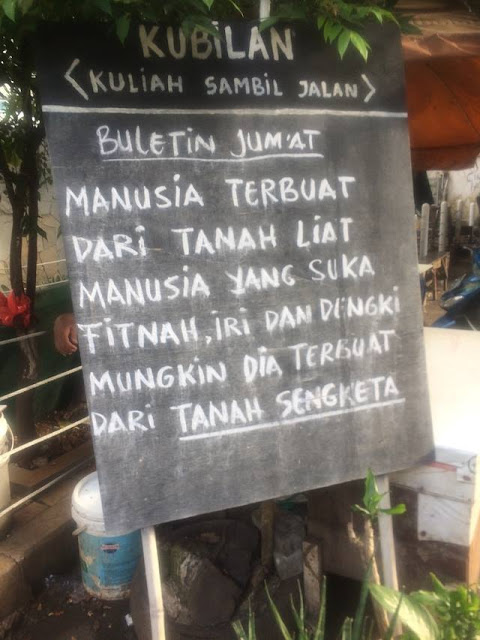 KUBILAN
<KULIAH SAMBIL JALAN>
BULETIN JUM'AT
MANUSIA TERBUAT
DARI TANAH LIAT
MANUSIA YANG SUKA
FITNAH, IRI DAN DENGKI
MUNGKIN DIA TERBUAT
DARI TANAH SENGKETA